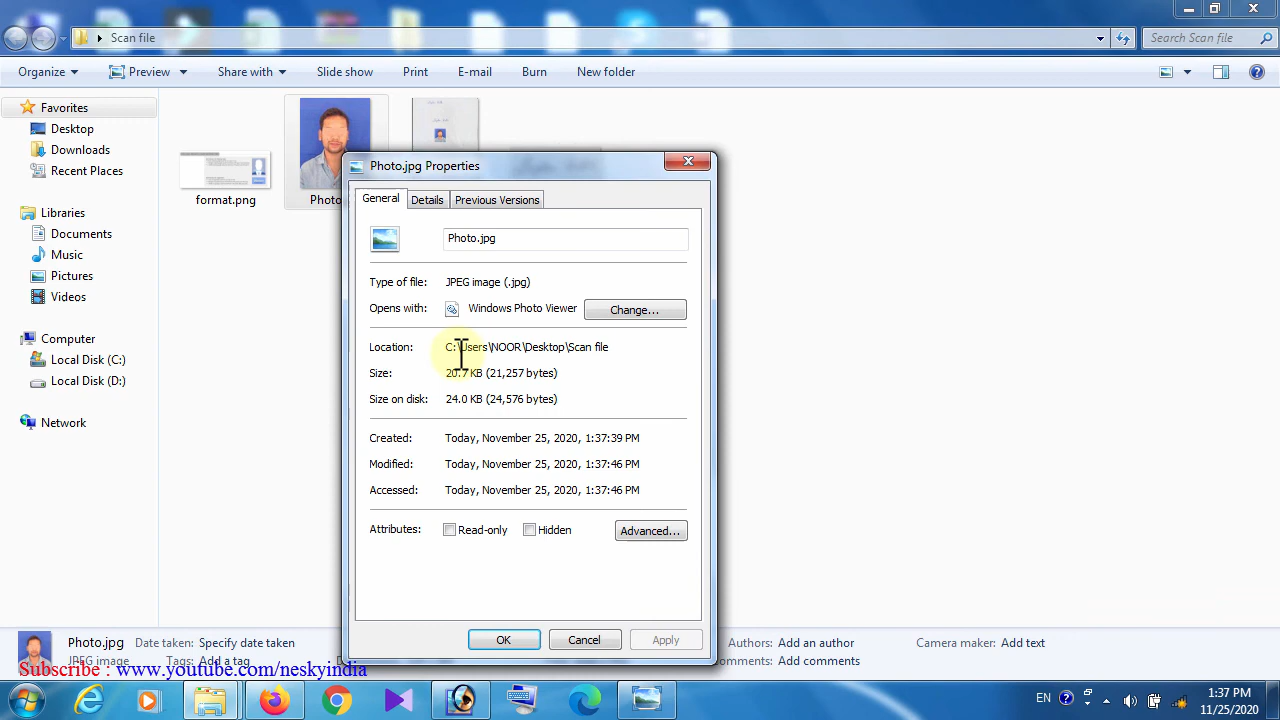 Scan file
Search Scan file
Organize
Preview
Share with
Slide show
Print
E-mail
Burn
New folder
Favorites
Desktop
Downloads
Recent Places
Libraries
Documents
Music
Pictures
Videos
Computer
Local Disk (C:)
Local Disk (D:)
Network
format.png
Photo
Photo.jpg Properties
General
Details
Previous Versions
Photo.jpg
Type of file: JPEG image (.jpg)
Opens with: Windows Photo Viewer
Change...
Location: C:\Users\NOOR\Desktop\Scan file
Size: 20.7 KB (21,257 bytes)
Size on disk: 24.0 KB (24,576 bytes)
Created: Today, November 25, 2020, 1:37:39 PM
Modified: Today, November 25, 2020, 1:37:46 PM
Accessed: Today, November 25, 2020, 1:37:46 PM
Attributes: Read-only Hidden
Advanced...
OK
Cancel
Apply
Photo.jpg Date taken: Specify date taken
Authors: Add an author
Camera maker: Add text
JPEG image Tags: Add a tag
omments: Add comments
Subscribe : www.youtube.com/neskyindia
EN
1:37 PM
11/25/2020